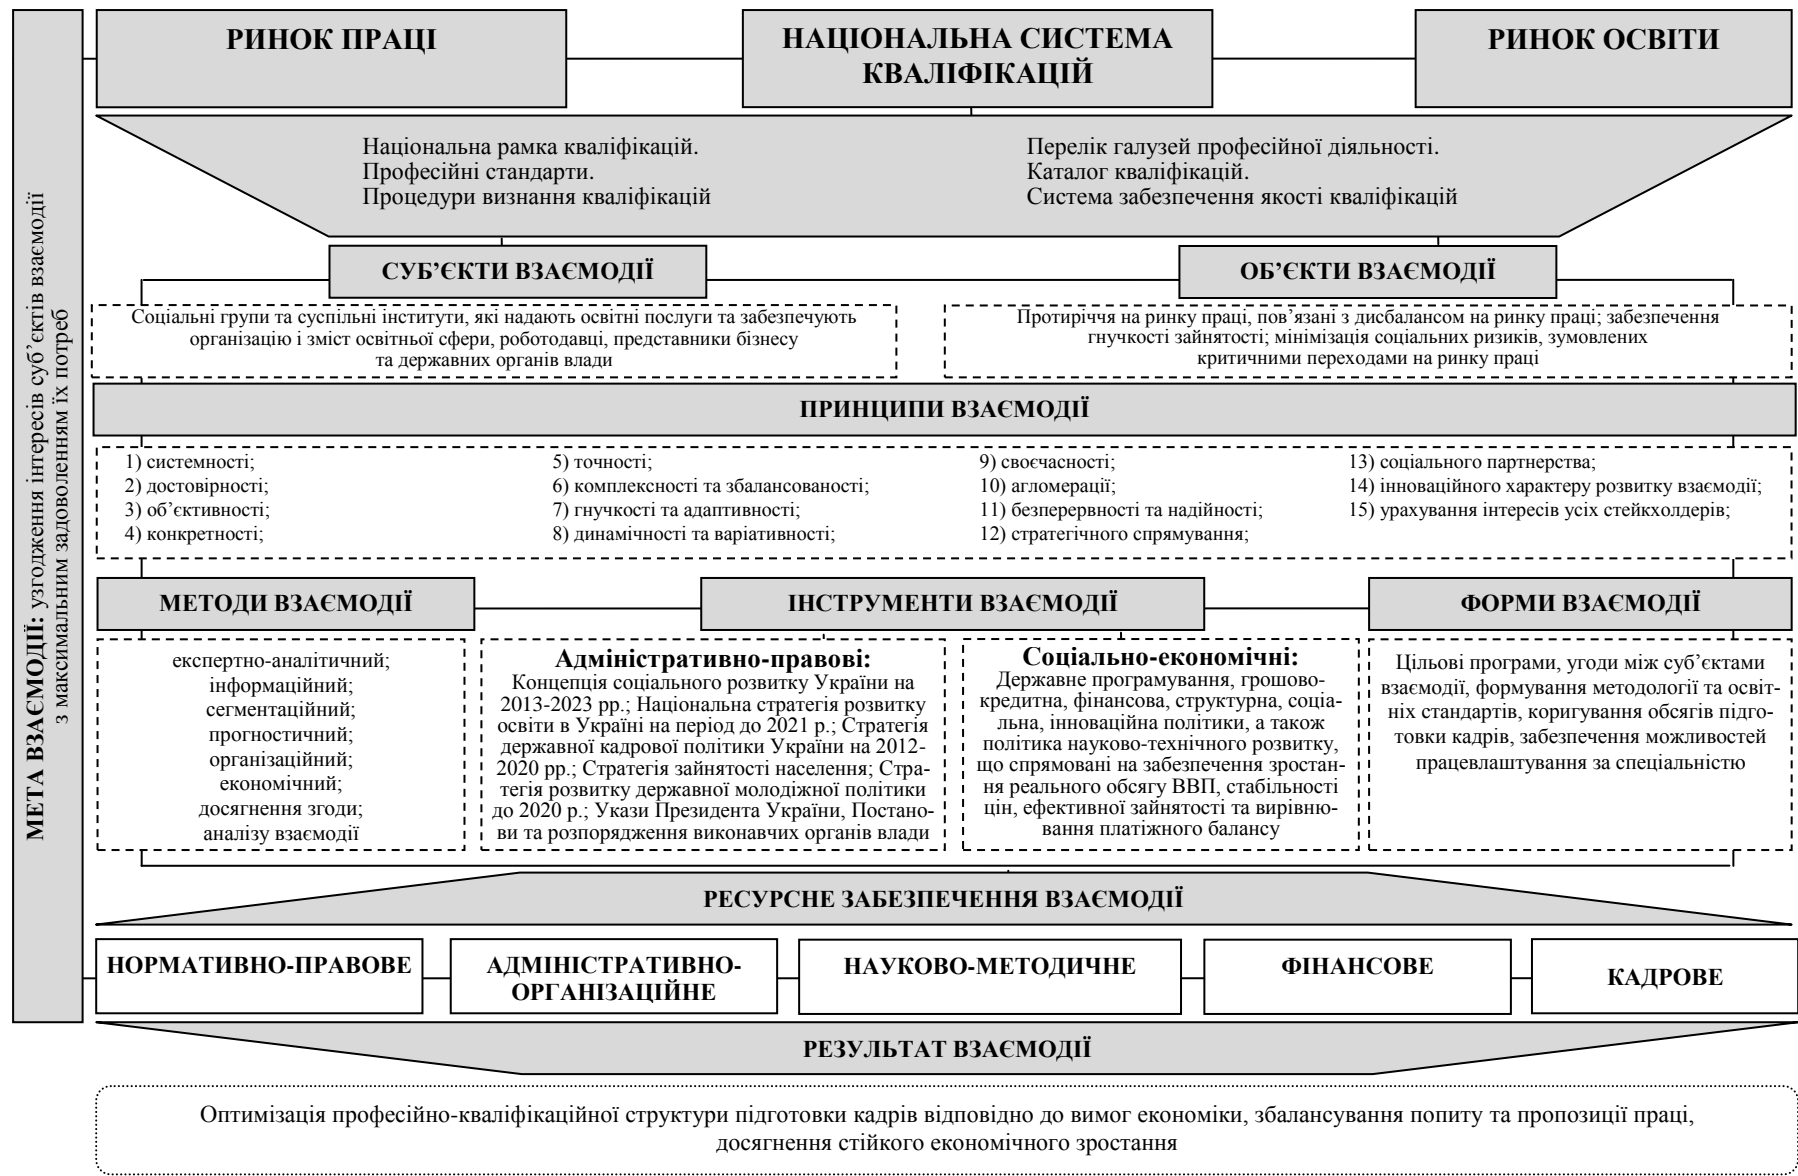 МЕТА ВЗАЄМОДІЇ: узгодження інтересів суб’єктів взаємодії
з максимальним задоволенням їх потреб
РИНОК ПРАЦІ
НАЦІОНАЛЬНА СИСТЕМА
КВАЛІФІКАЦІЙ
РИНОК ОСВІТИ
Національна рамка кваліфікацій.
Професійні стандарти.
Процедури визнання кваліфікацій
Перелік галузей професійної діяльності.
Каталог кваліфікацій.
Система забезпечення якості кваліфікацій
СУБ’ЄКТИ ВЗАЄМОДІЇ
ОБ’ЄКТИ ВЗАЄМОДІЇ
Соціальні групи та суспільні інститути, які надають освітні послуги та забезпечують
організацію і зміст освітньої сфери, роботодавці, представники бізнесу
та державних органів влади
Протиріччя на ринку праці, пов’язані з дисбалансом на ринку праці; забезпечення
гнучкості зайнятості; мінімізація соціальних ризиків, зумовлених
критичними переходами на ринку праці
ПРИНЦИПИ ВЗАЄМОДІЇ
1) системності;
2) достовірності;
3) об’єктивності;
4) конкретності;
5) точності;
6) комплексності та збалансованості;
7) гнучкості та адаптивності;
8) динамічності та варіативності;
9) своєчасності;
10) агломерації;
11) безперервності та надійності;
12) стратегічного спрямування;
13) соціального партнерства;
14) інноваційного характеру розвитку взаємодії;
15) урахування інтересів усіх стейкхолдерів;
МЕТОДИ ВЗАЄМОДІЇ
ІНСТРУМЕНТИ ВЗАЄМОДІЇ
ФОРМИ ВЗАЄМОДІЇ
експертно-аналітичний;
інформаційний;
сегментаційний;
прогностичний;
організаційний;
економічний;
досягнення згоди;
аналізу взаємодії
Адміністративно-правові:
Концепція соціального розвитку України на
2013-2023 рр.; Національна стратегія розвитку
освіти в Україні на період до 2021 р.; Стратегія
державної кадрової політики України на 2012-
2020 рр.; Стратегія зайнятості населення; Стра-
тегія розвитку державної молодіжної політики
до 2020 р.; Укази Президента України, Постано-
ви та розпорядження виконавчих органів влади
Соціально-економічні:
Державне програмування, грошово-
кредитна, фінансова, структурна, соціа-
льна, інноваційна політики, а також
політика науково-технічного розвитку,
що спрямовані на забезпечення зростан-
ня реального обсягу ВВП, стабільності
цін, ефективної зайнятості та вирівню-
вання платіжного балансу
Цільові програми, угоди між суб’єктами
взаємодії, формування методології та освіт-
ніх стандартів, коригування обсягів підго-
товки кадрів, забезпечення можливостей
працевлаштування за спеціальністю
РЕСУРСНЕ ЗАБЕЗПЕЧЕННЯ ВЗАЄМОДІЇ
НОРМАТИВНО-ПРАВОВЕ
АДМІНІСТРАТИВНО-
ОРГАНІЗАЦІЙНЕ
НАУКОВО-МЕТОДИЧНЕ
ФІНАНСОВЕ
КАДРОВЕ
РЕЗУЛЬТАТ ВЗАЄМОДІЇ
Оптимізація професійно-кваліфікаційної структури підготовки кадрів відповідно до вимог економіки, збалансування попиту та пропозиції праці,
досягнення стійкого економічного зростання